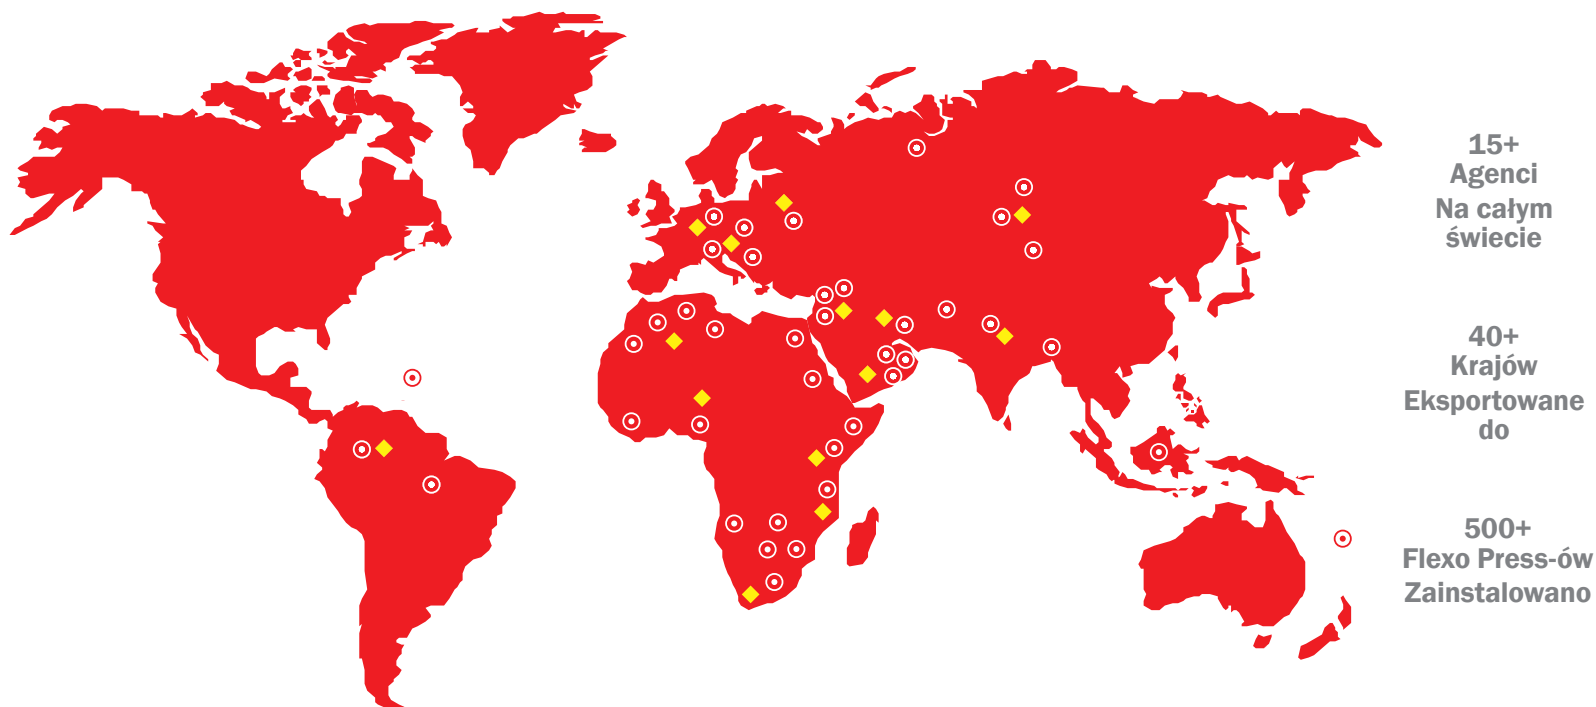 15+
Agenci
Na całym
świecie
40+
Krajów
Eksportowane
do
500+
Flexo Press-ów
Zainstalowano